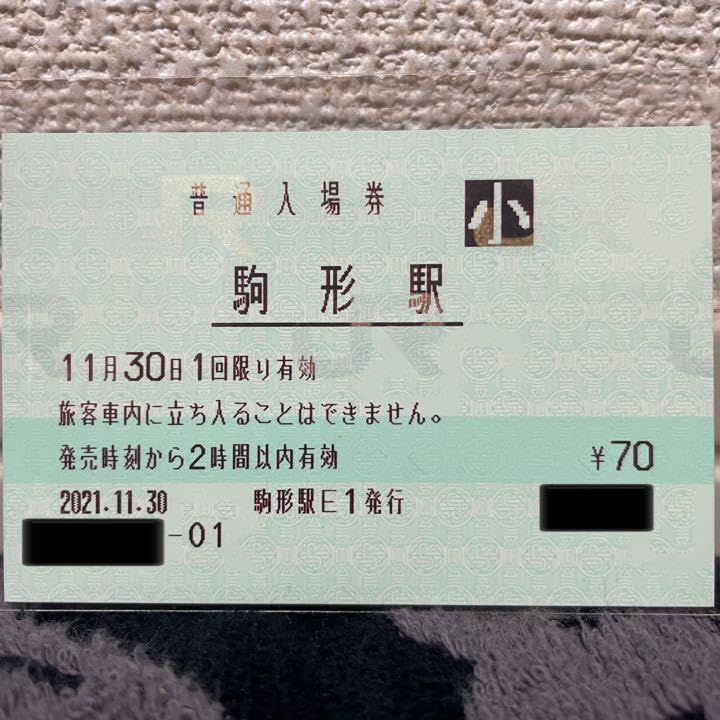 普通入場券
小
駒形駅
11月30日1回限り有効
旅客車内に立ち入ることはできません。
発売時刻から2時間以内有効 ¥70
2021.11.30 駒形駅E1発行
-01